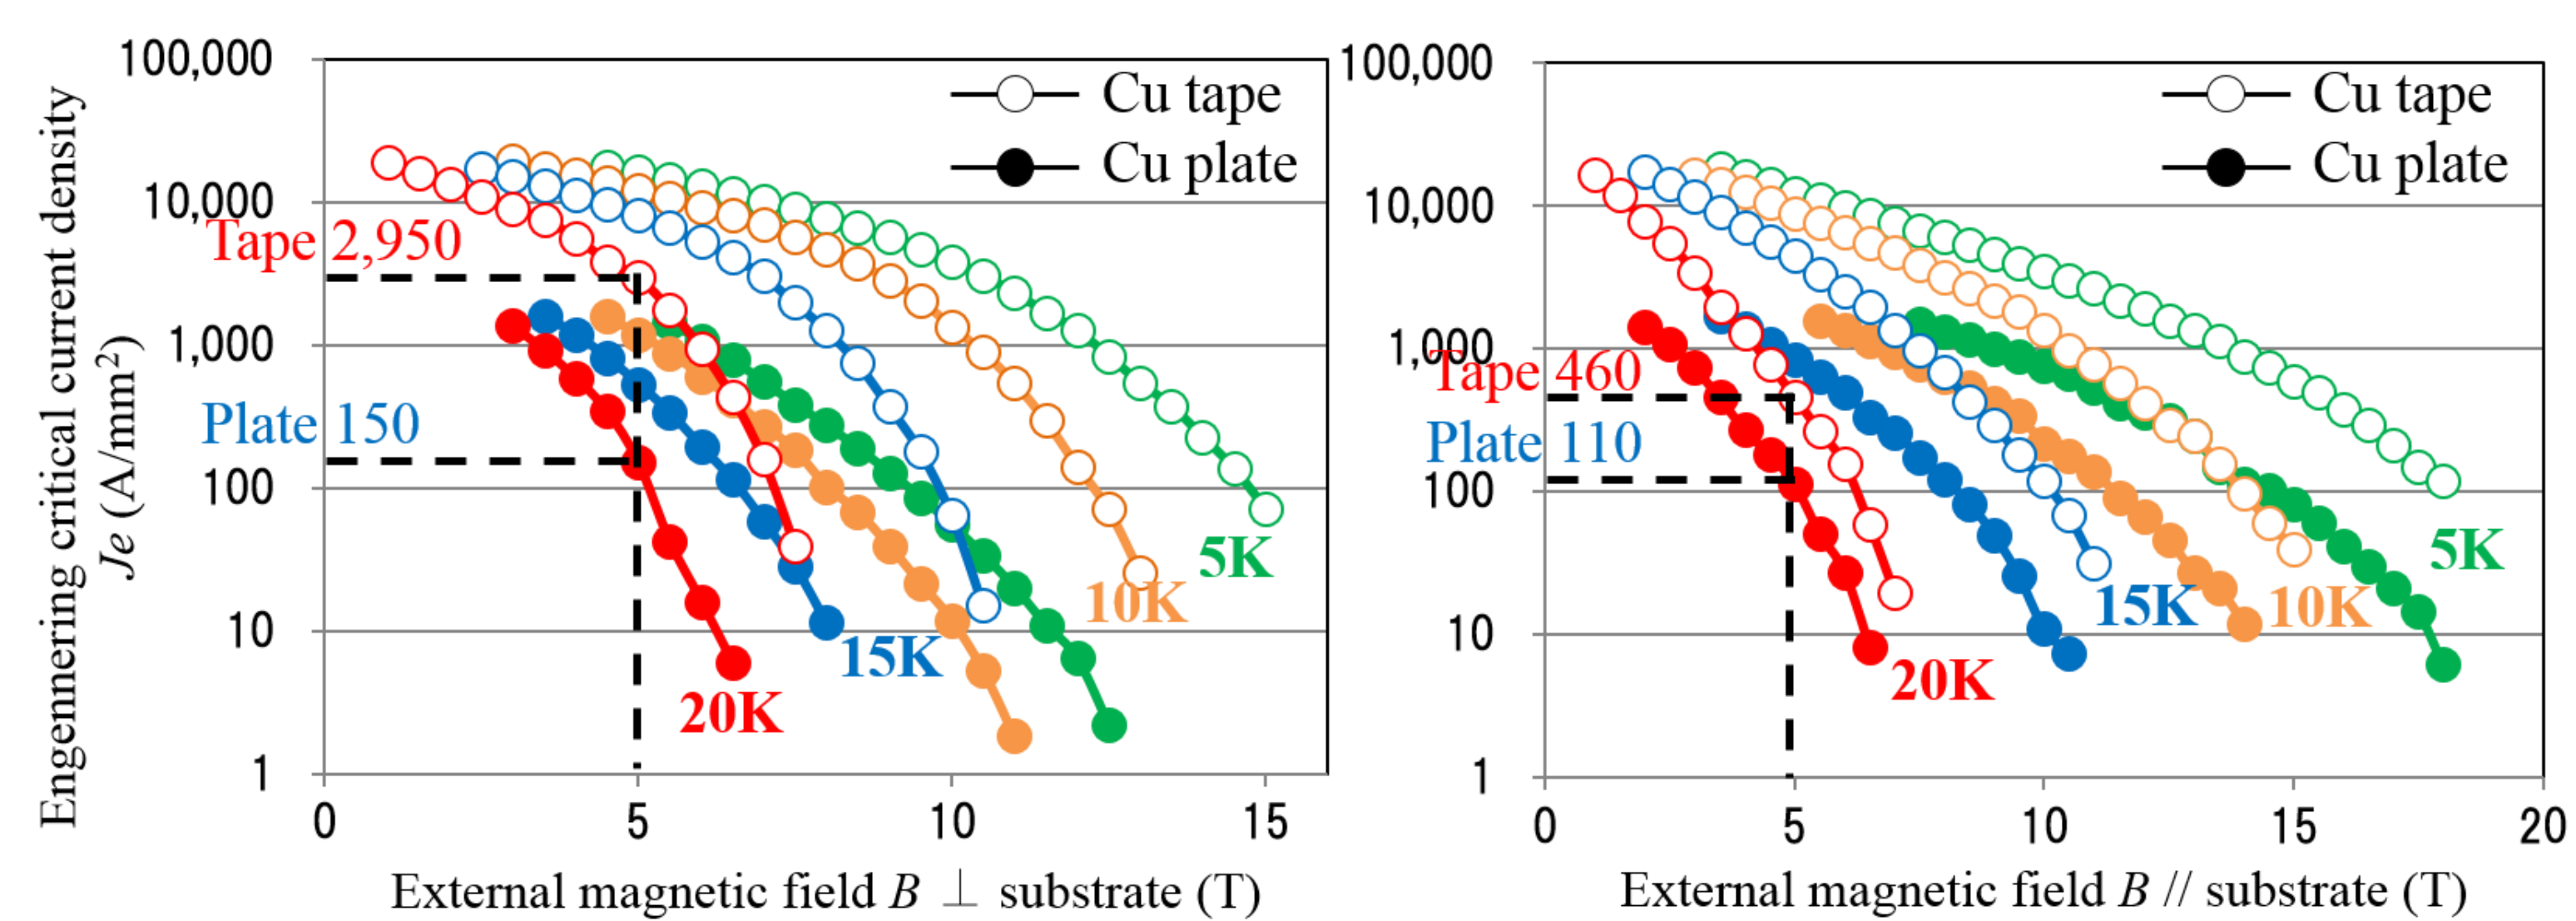 Engennering critical current density
Je (A/mm²)
100,000
10,000
1,000
100
10
1
Tape 2,950
Plate 150
Cu tape
Cu plate
5K
10K
15K
20K
0
5
10
15
External magnetic field B ⊥ substrate (T)
100,000
10,000
1,000
100
10
1
Tape 460
Plate 110
Cu tape
Cu plate
5K
10K
15K
20K
0
5
10
15
20
External magnetic field B // substrate (T)